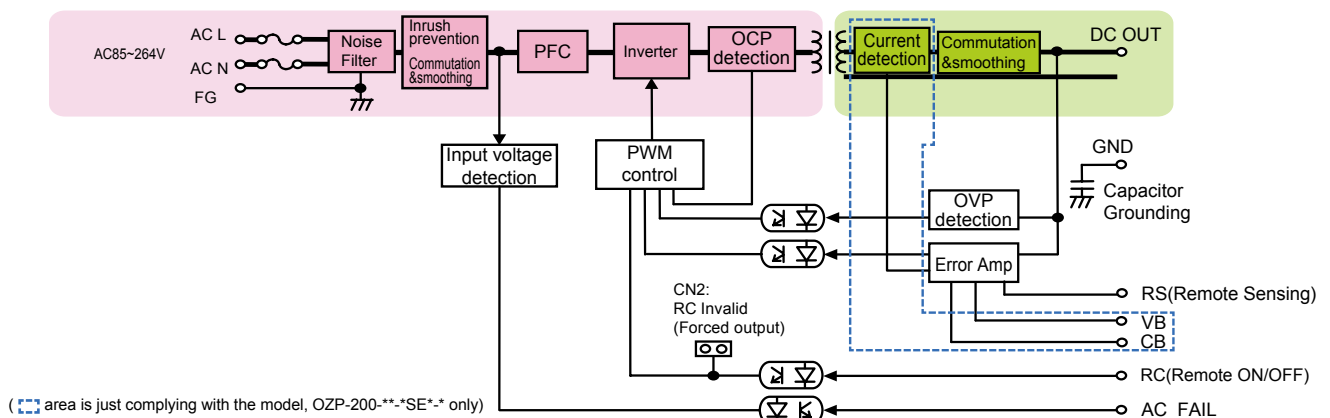 AC85~264V
AC L
AC N
FG
Noise
Filter
Inrush
prevention
Commutation
&smoothing
PFC
Inverter
OCP
detection
Current
detection
Commutation
&smoothing
DC OUT
Input voltage
detection
PWM
control
GND
Capacitor
Grounding
OVP
detection
Error Amp
CN2:
RC Invalid
(Forced output)
RS(Remote Sensing)
VB
CB
RC(Remote ON/OFF)
AC FAIL
( area is just complying with the model, OZP-200-**-*SE*-* only)